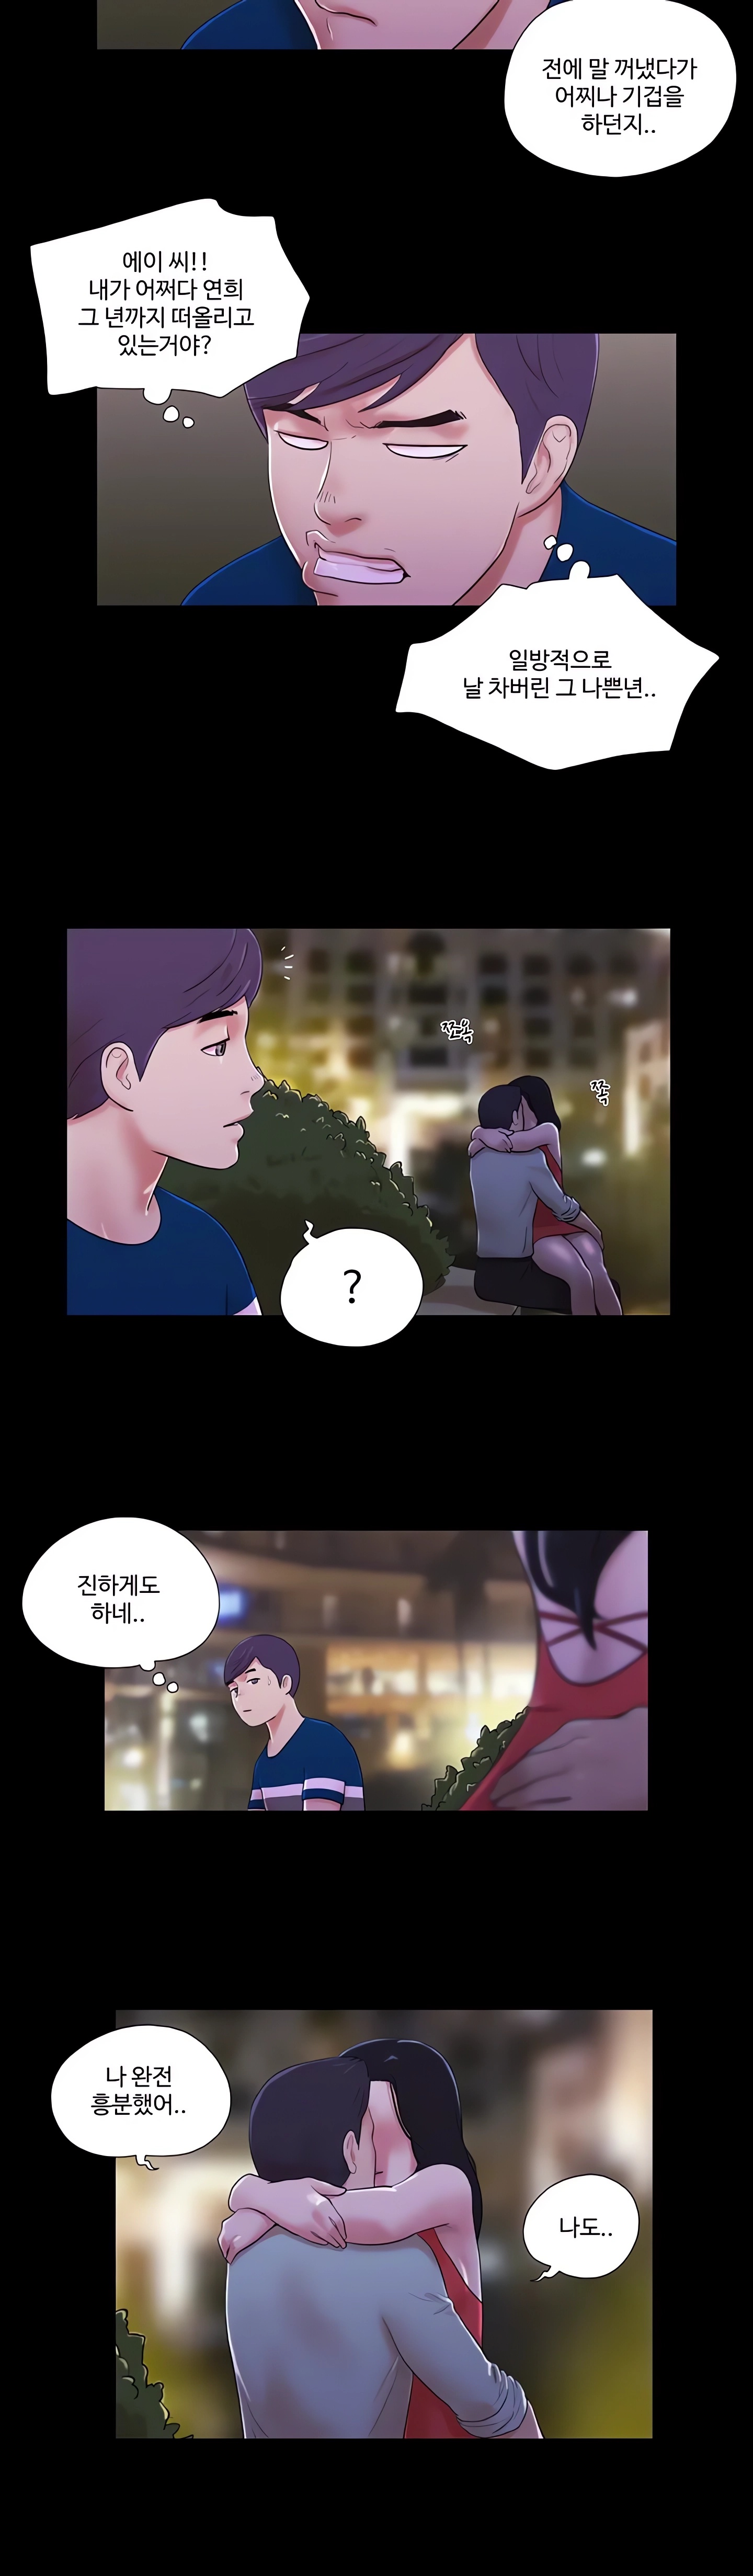 전에 말 꺼냈다가
어찌나 기겁을
하던지..
에이 씨!!
내가 어쩌다 연희
그 년까지 떠올리고
있는거야?
일방적으로
날 차버린 그 나쁜년..
쪼옥
쪽
?
진하게도
하네..
나 완전
흥분했어..
나도..